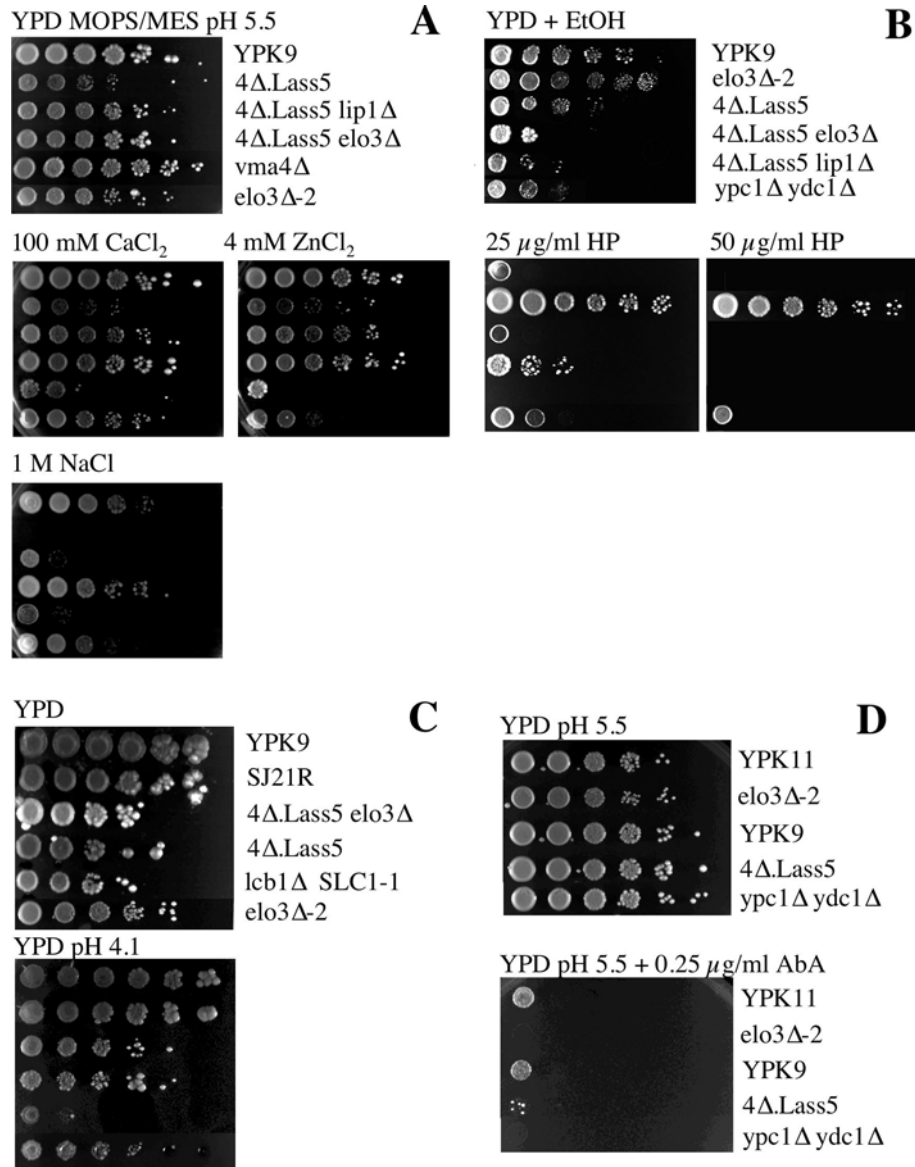 YPD MOPS/MES pH 5.5
A
YPK9
4Δ.Lass5
4Δ.Lass5 lip1Δ
4Δ.Lass5 elo3Δ
vma4Δ
elo3Δ-2
100 mM CaCl₂
4 mM ZnCl₂
1 M NaCl
YPD + EtOH
B
YPK9
elo3Δ-2
4Δ.Lass5
4Δ.Lass5 elo3Δ
4Δ.Lass5 lip1Δ
ypc1Δ ydc1Δ
25 µg/ml HP
50 µg/ml HP
YPD
C
YPK9
SJ21R
4Δ.Lass5 elo3Δ
4Δ.Lass5
lcb1Δ SLC1-1
elo3Δ-2
YPD pH 4.1
D
YPD pH 5.5
YPK11
elo3Δ-2
YPK9
4Δ.Lass5
ypc1Δ ydc1Δ
YPD pH 5.5 + 0.25 µg/ml AbA
YPK11
elo3Δ-2
YPK9
4Δ.Lass5
ypc1Δ ydc1Δ